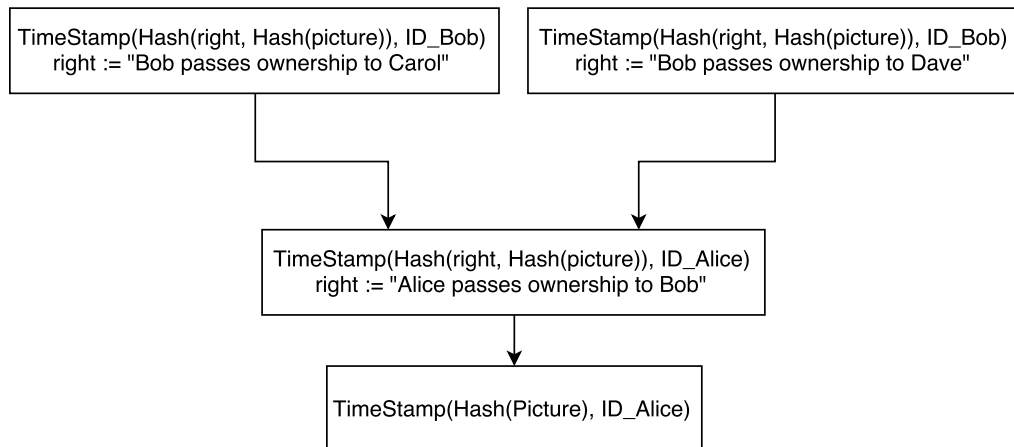 TimeStamp(Hash(right, Hash(picture)), ID_Bob)
right := "Bob passes ownership to Carol"
TimeStamp(Hash(right, Hash(picture)), ID_Bob)
right := "Bob passes ownership to Dave"
TimeStamp(Hash(right, Hash(picture)), ID_Alice)
right := "Alice passes ownership to Bob"
TimeStamp(Hash(Picture), ID_Alice)